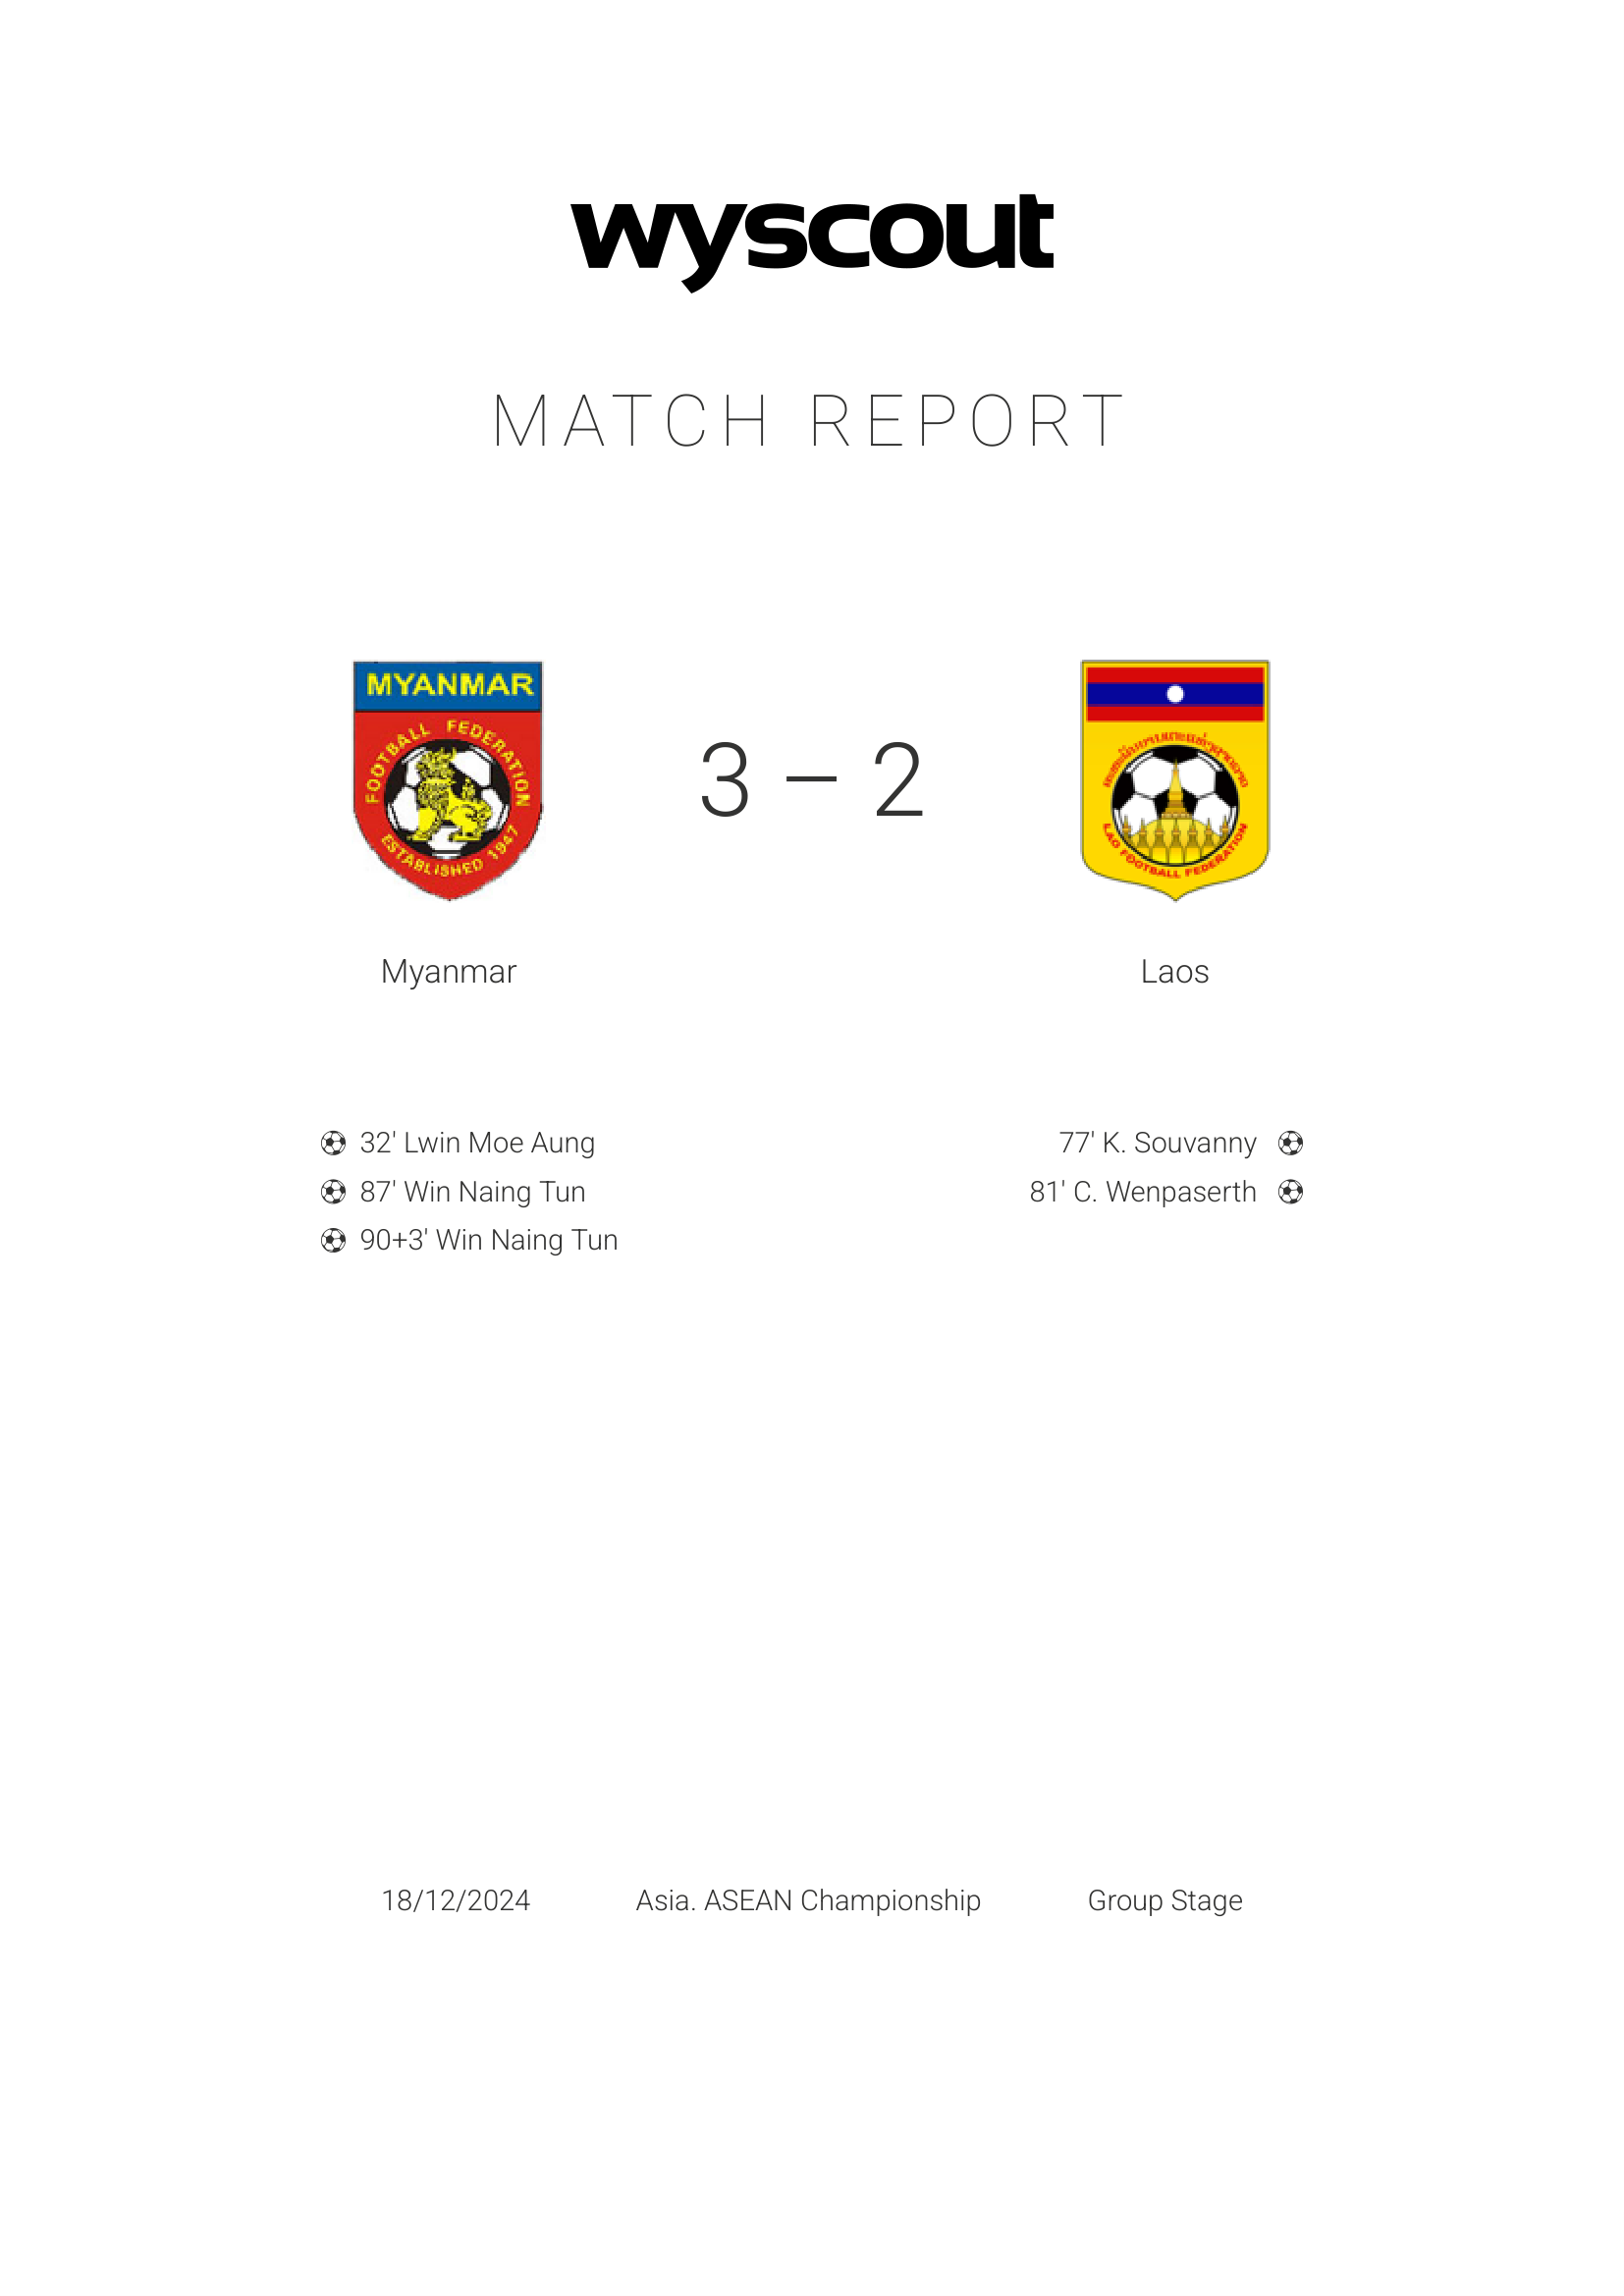 wyscout
MATCH REPORT
MYANMAR
FOOTBALL FEDERATION
ESTABLISHED 1947
3 – 2
LAO FOOTBALL FEDERATION
Myanmar
Laos
32' Lwin Moe Aung
87' Win Naing Tun
90+3' Win Naing Tun
77' K. Souvanny
81' C. Wenpaserth
18/12/2024
Asia. ASEAN Championship
Group Stage